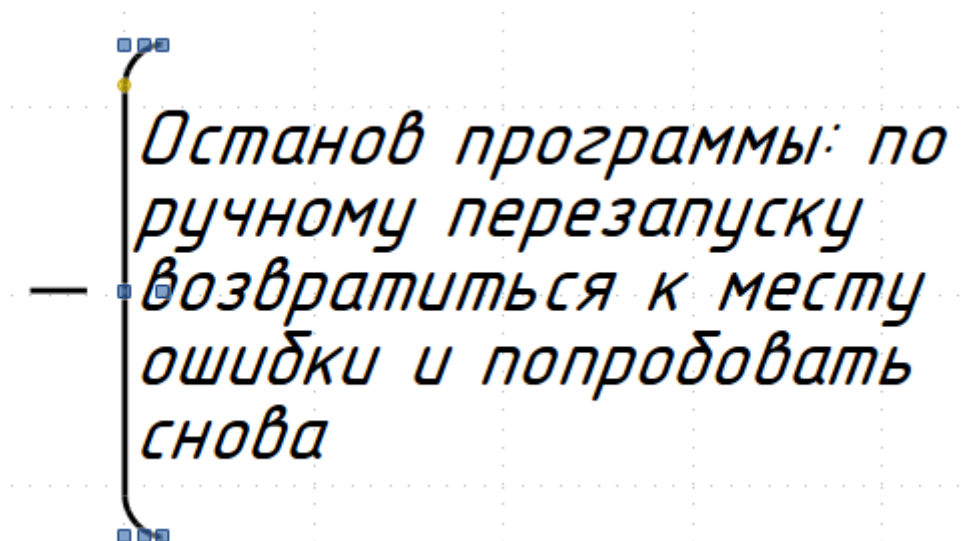 Останов программы: по
ручному перезапуску
возвратиться к месту
ошибки и попробовать
снова